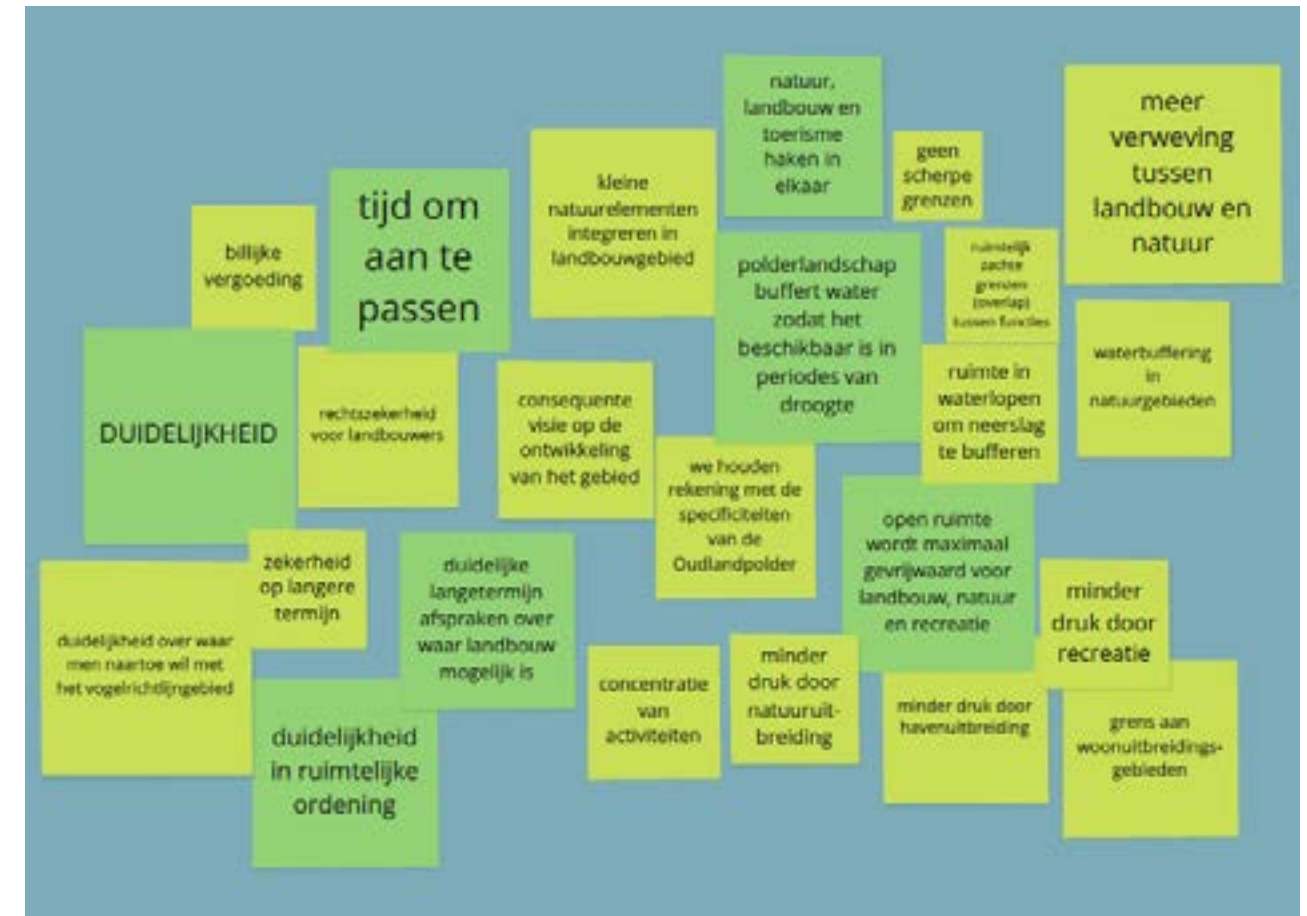 natuur,
landbouw en
toerisme
haken in
elkaar
meer
verweving
tussen
landbouw en
natuur
geen
scherpe
grenzen
kleine
natuurelementen
integreren in
landbouwgebied
tijd om
aan te
passen
billijke
vergoeding
polderlandschap
buffert water
zodat het
beschikbaar is in
periodes van
droogte
ruimtelijk
zachte
grenzen
(overlap)
tussen functies
waterbuffering
in
natuurgebieden
ruimte in
waterlopen
om neerslag
te bufferen
DUIDELIJKHEID
rechtszekerheid
voor landbouwers
consequente
visie op de
ontwikkeling
van het gebied
we houden
rekening met de
specificiteiten
van de
Oudlandpolder
open ruimte
wordt maximaal
gevrijwaard voor
landbouw, natuur
en recreatie
zekerheid
op langere
termijn
duidelijke
langetermijn
afspraken over
waar landbouw
mogelijk is
minder
druk door
recreatie
duidelijkheid over waar
men naartoe wil met
het vogelrichtlijngebied
concentratie
van
activiteiten
minder
druk door
natuuruit-
breiding
minder druk door
havenuitbreiding
grens aan
woonuitbreidings-
gebieden
duidelijkheid
in ruimtelijke
ordening